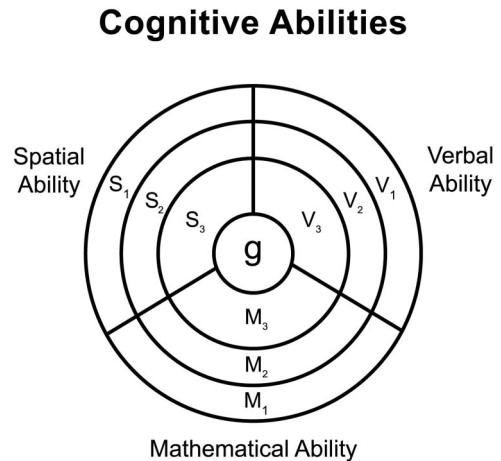 Cognitive Abilities
Spatial
Ability
Verbal
Ability
S₁
S₂
S₃
V₃
V₂
V₁
g
M₃
M₂
M₁
Mathematical Ability